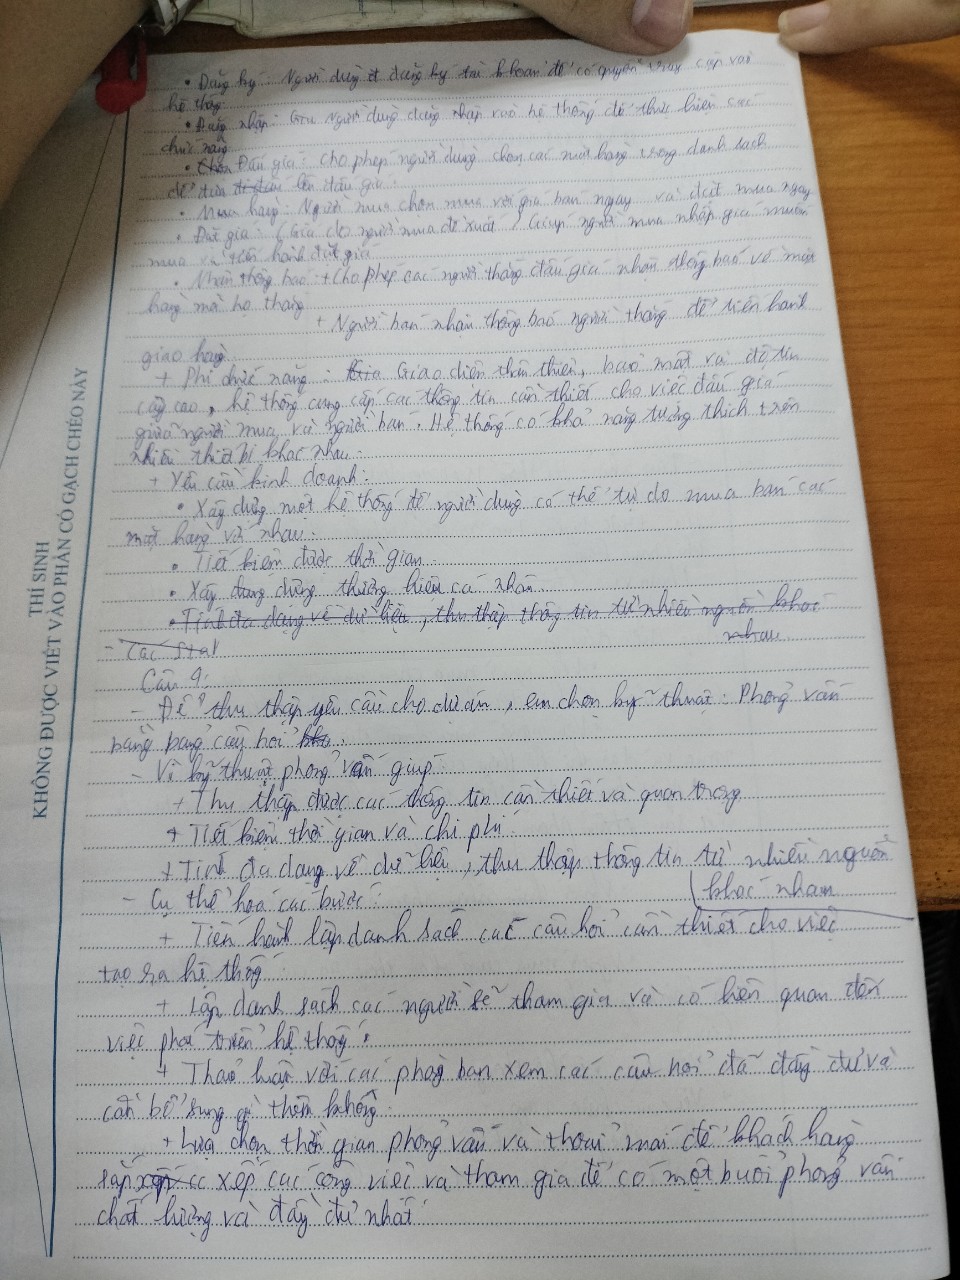 • Đăng ký: Người dùng đăng ký tài khoản để có quyền truy cập vào
hệ thống
• Đăng nhập: Giúp người dùng đăng nhập vào hệ thống để thực hiện các
chức năng
• Đấu giá: Cho phép người dùng chọn các mặt hàng trong danh sách
để đưa lên đấu giá.
• Mua hàng: Người mua chọn mua với giá bán ngay và đặt mua ngay
• Đặt giá: (Giá do người mua đề xuất) Giúp người mua nhập giá muốn
mua và tiến hành đặt giá
• Nhận thông báo: + Cho phép các người thắng đấu giá nhận thông báo về mặt
hàng mà họ thắng
+ Người bán nhận thông báo người thắng để tiến hành
giao hàng
+ Phi chức năng: Giao diện thân thiện, bảo mật và độ tin
cậy cao, hệ thống cung cấp các thông tin cần thiết cho việc đấu giá
giữa người mua và người bán. Hệ thống có khả năng tương thích trên
nhiều thiết bị khác nhau.
+ Yêu cầu kinh doanh:
• Xây dựng một hệ thống để người dùng có thể tự do mua bán các
mặt hàng với nhau.
• Tiết kiệm được thời gian.
• Xây dựng thương hiệu cá nhân.
• Tính đa dạng về dữ liệu, thu thập thông tin từ nhiều nguồn khác
nhau.
- Các
Câu 9:
- Để thu thập yêu cầu cho dự án, em chọn kỹ thuật: Phỏng vấn
bằng bảng câu hỏi.
- Vì kỹ thuật phỏng vấn giúp:
+ Thu thập được các thông tin cần thiết và quan trọng
+ Tiết kiệm thời gian và chi phí.
+ Tính đa dạng về dữ liệu, thu thập thông tin từ nhiều nguồn
khác nhau
- Cụ thể hóa các bước:
+ Tiến hành lập danh sách các câu hỏi cần thiết cho việc
tạo ra hệ thống.
+ Lập danh sách các người sẽ tham gia và có liên quan đến
việc phát triển hệ thống.
+ Thảo luận với các phòng ban xem các câu hỏi đã đầy đủ và
cần bổ sung gì thêm không.
+ Lựa chọn thời gian phỏng vấn và thoải mái để khách hàng
sắp xếp các công việc và tham gia để có một buổi phỏng vấn
chất lượng và đầy đủ nhất
THÍ SINH
KHÔNG ĐƯỢC VIẾT VÀO PHẦN CÓ GẠCH CHÉO NÀY